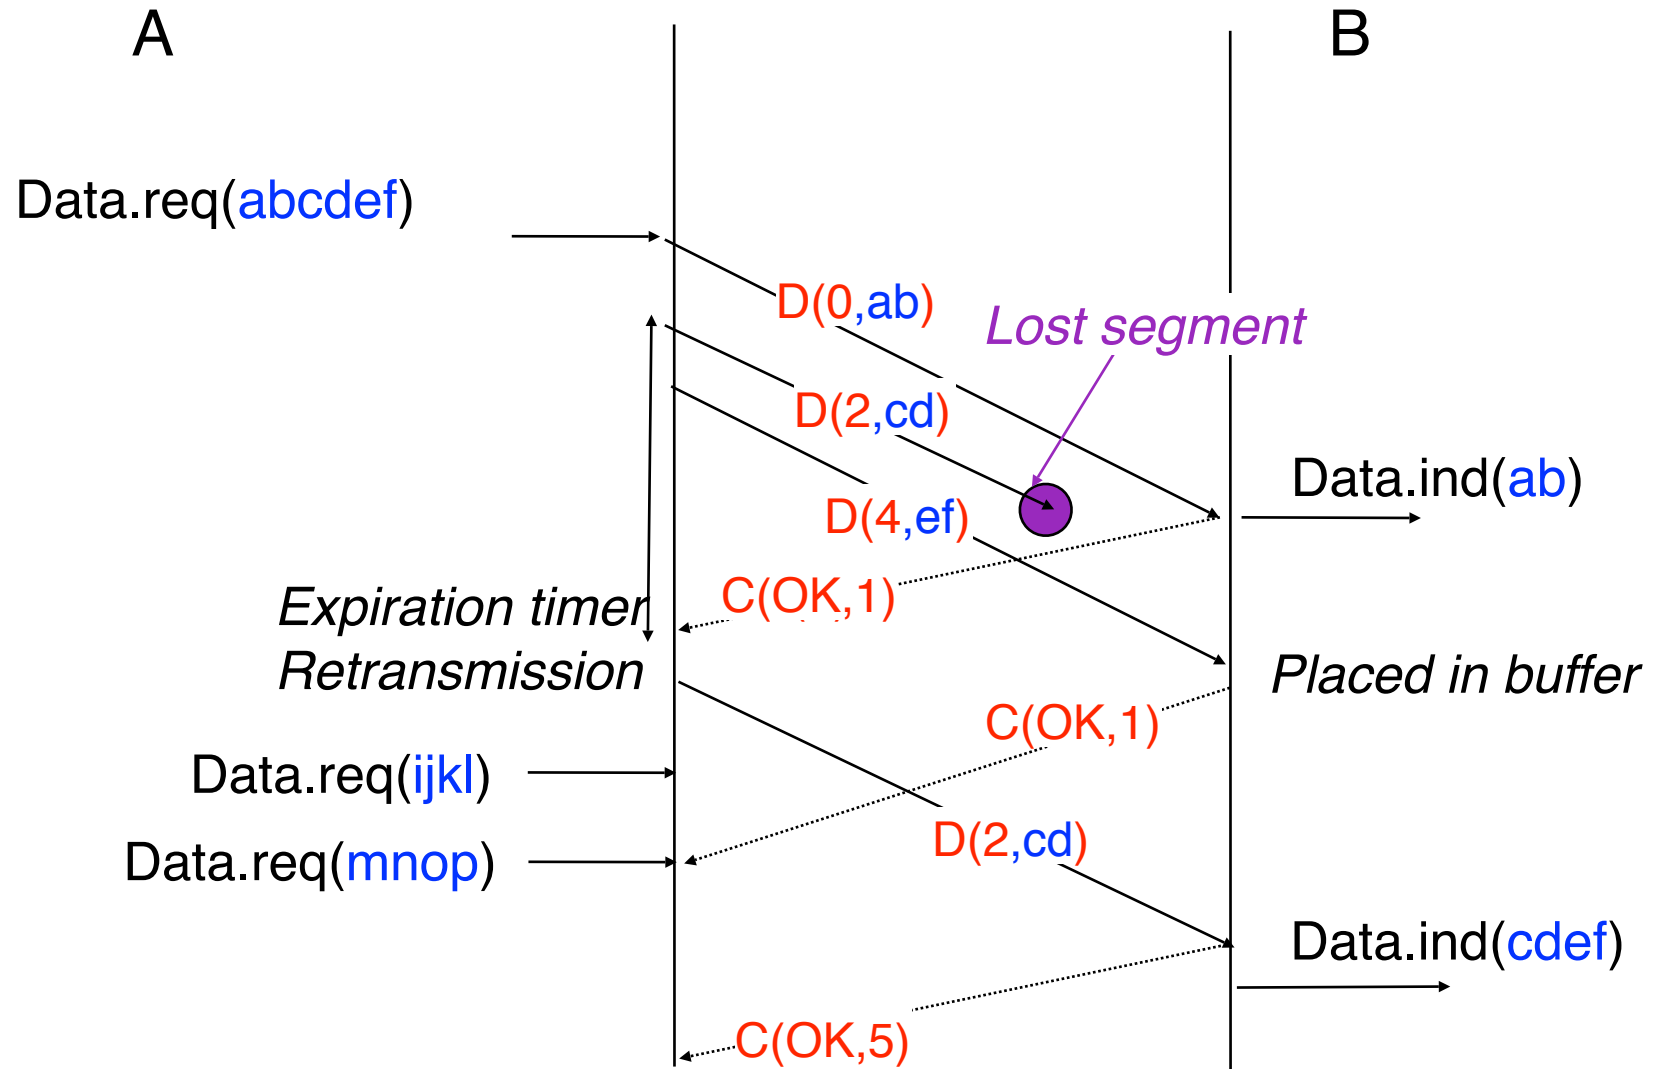 A
B
Data.req(abcdef)
D(0,ab)
Lost segment
D(2,cd)
Data.ind(ab)
D(4,ef)
C(OK,1)
Expiration timer
Retransmission
Placed in buffer
C(OK,1)
Data.req(ijkl)
D(2,cd)
Data.req(mnop)
Data.ind(cdef)
C(OK,5)